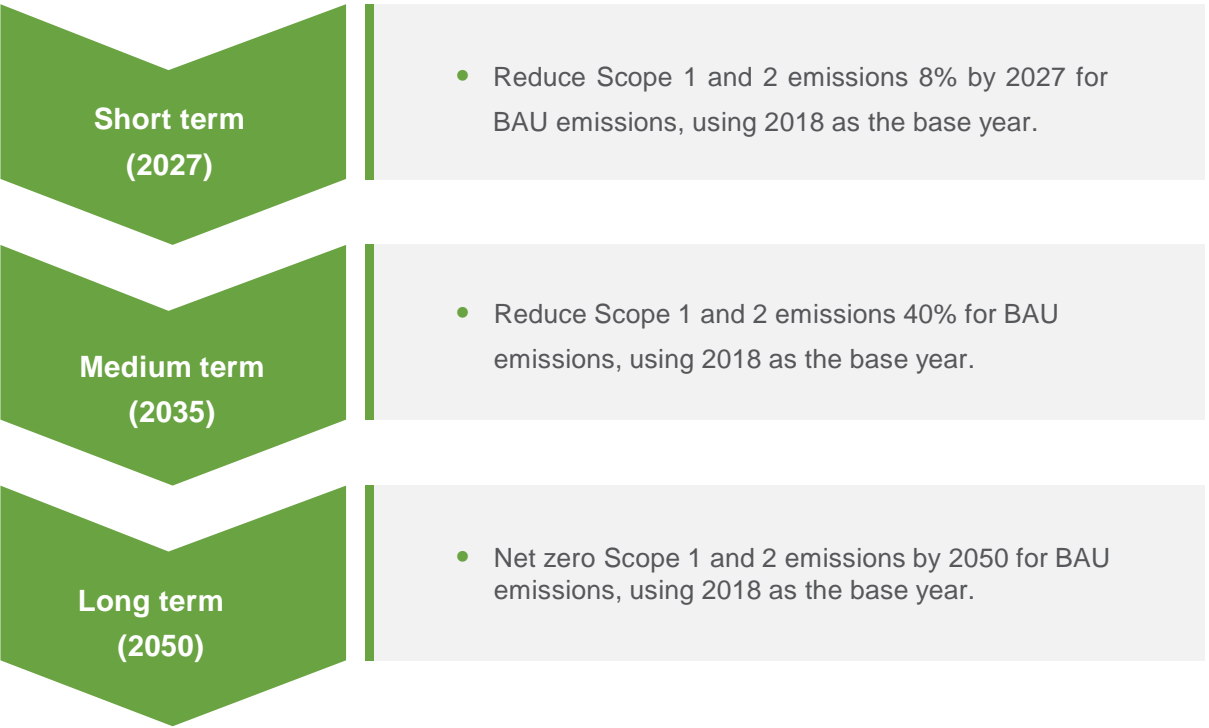 Short term
(2027)
• Reduce Scope 1 and 2 emissions 8% by 2027 for
BAU emissions, using 2018 as the base year.
Medium term
(2035)
• Reduce Scope 1 and 2 emissions 40% for BAU
emissions, using 2018 as the base year.
Long term
(2050)
• Net zero Scope 1 and 2 emissions by 2050 for BAU
emissions, using 2018 as the base year.